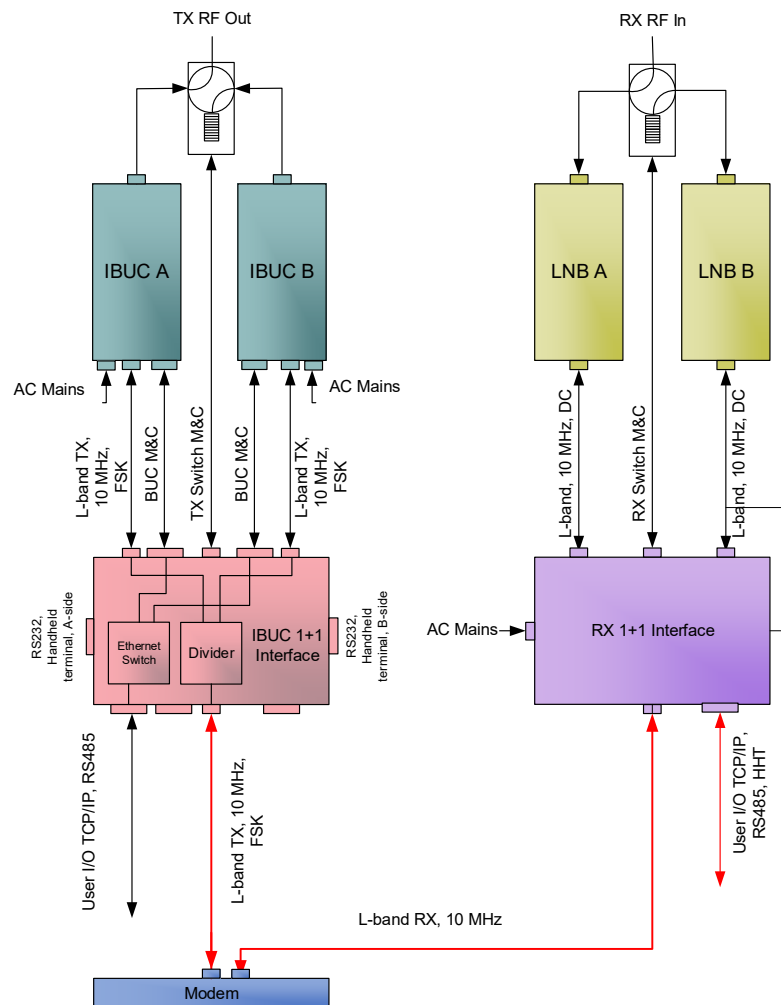 TX RF Out
RX RF In
IBUC A
IBUC B
LNB A
LNB B
AC Mains
AC Mains
L-band TX,
10 MHz,
FSK
BUC M&C
TX Switch M&C
BUC M&C
L-band TX,
10 MHz,
FSK
L-band, 10 MHz, DC
RX Switch M&C
L-band, 10 MHz, DC
RS232,
Handheld
terminal, A-side
Ethernet
Switch
Divider
IBUC 1+1
Interface
RS232,
Handheld
terminal, B-side
AC Mains
RX 1+1 Interface
User I/O TCP/IP, RS485
L-band TX, 10 MHz,
FSK
User I/O TCP/IP,
RS485, HHT
L-band RX, 10 MHz
Modem